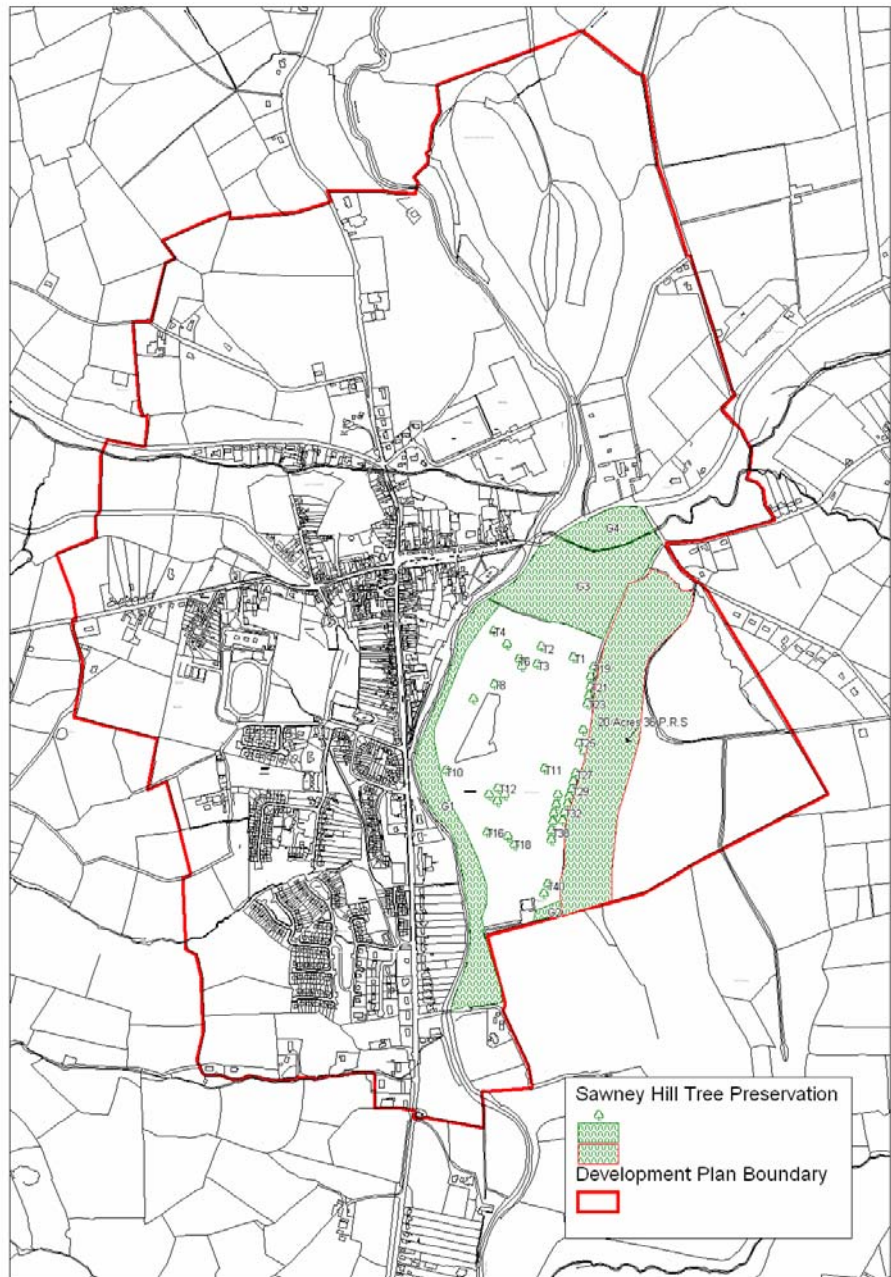 G4
G3
T4
T2
T6
T3
T1
T19
T21
T8
T23
20 Acres 36 P.R.S
T25
T10
T11
T27
T12
T29
G1
T32
T16
T18
T40
G2
Sawney Hill Tree Preservation
Development Plan Boundary